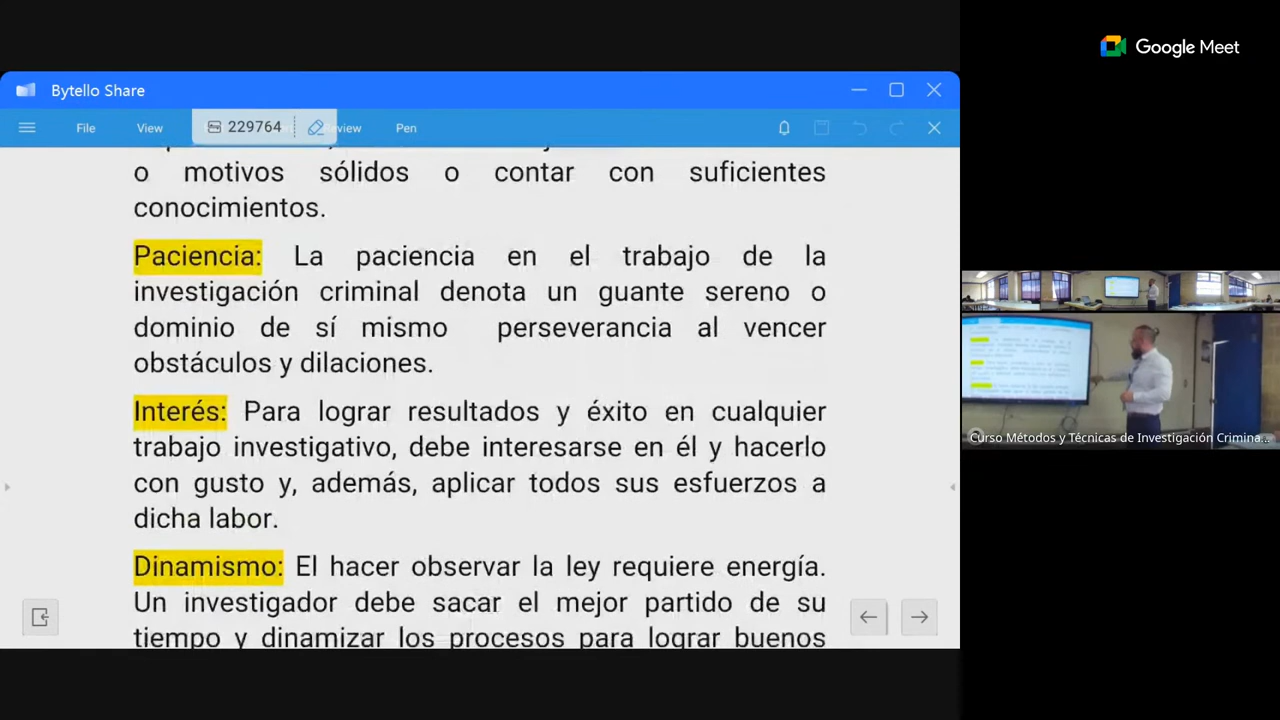 Google Meet
Bytello Share
File
View
229764
Review
Pen
o motivos sólidos o contar con suficientes
conocimientos.
Paciencia: La paciencia en el trabajo de la
investigación criminal denota un guante sereno o
dominio de sí mismo perseverancia al vencer
obstáculos y dilaciones.
Interés: Para lograr resultados y éxito en cualquier
trabajo investigativo, debe interesarse en él y hacerlo
con gusto y, además, aplicar todos sus esfuerzos a
dicha labor.
Dinamismo: El hacer observar la ley requiere energía.
Un investigador debe sacar el mejor partido de su
tiempo y dinamizar los procesos para lograr buenos
Curso Métodos y Técnicas de Investigación Crimina...